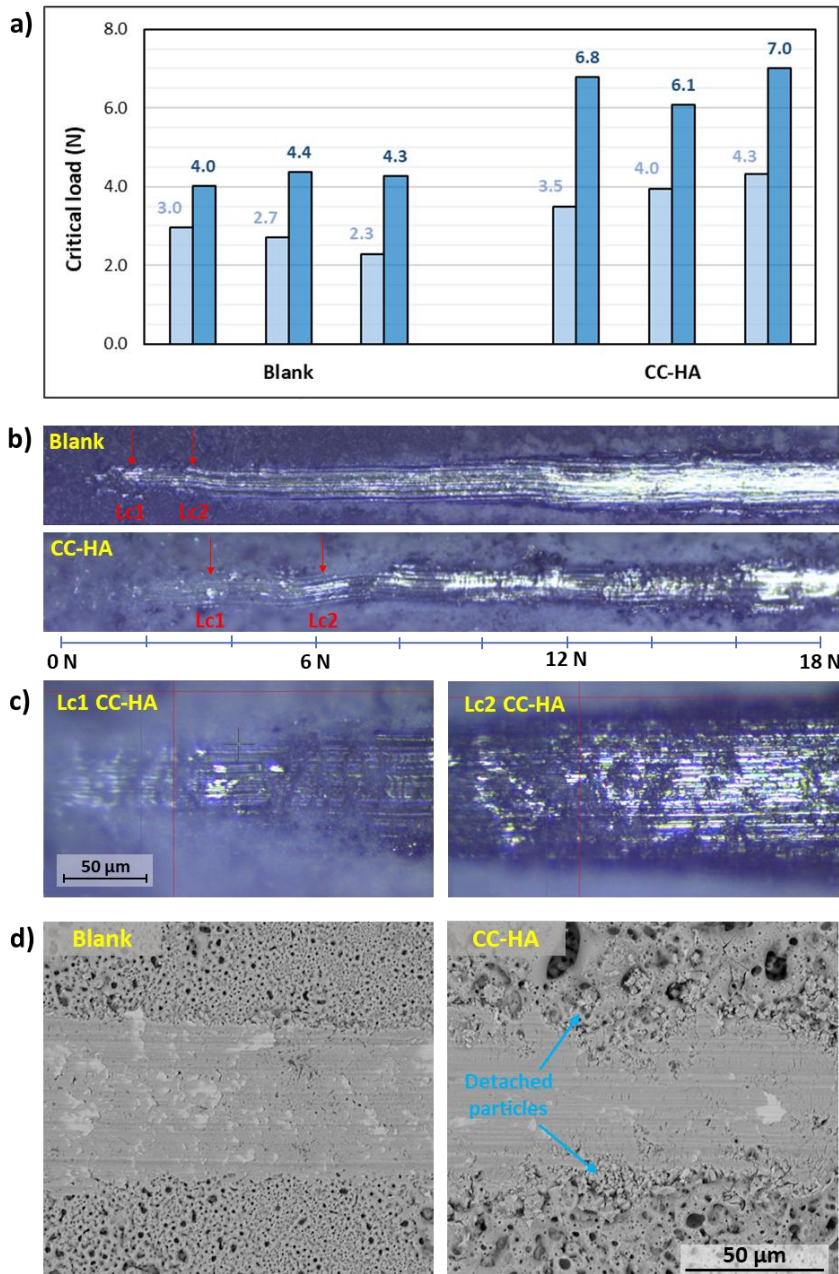 a)
Critical load (N)
8.0
6.0
4.0
2.0
0.0
3.0
4.0
2.7
4.4
2.3
4.3
3.5
6.8
4.0
6.1
4.3
7.0
Blank
CC-HA
b)
Blank
Lc1
Lc2
CC-HA
Lc1
Lc2
0 N
6 N
12 N
18 N
c)
Lc1 CC-HA
50 µm
Lc2 CC-HA
d)
Blank
CC-HA
Detached
particles
50 µm